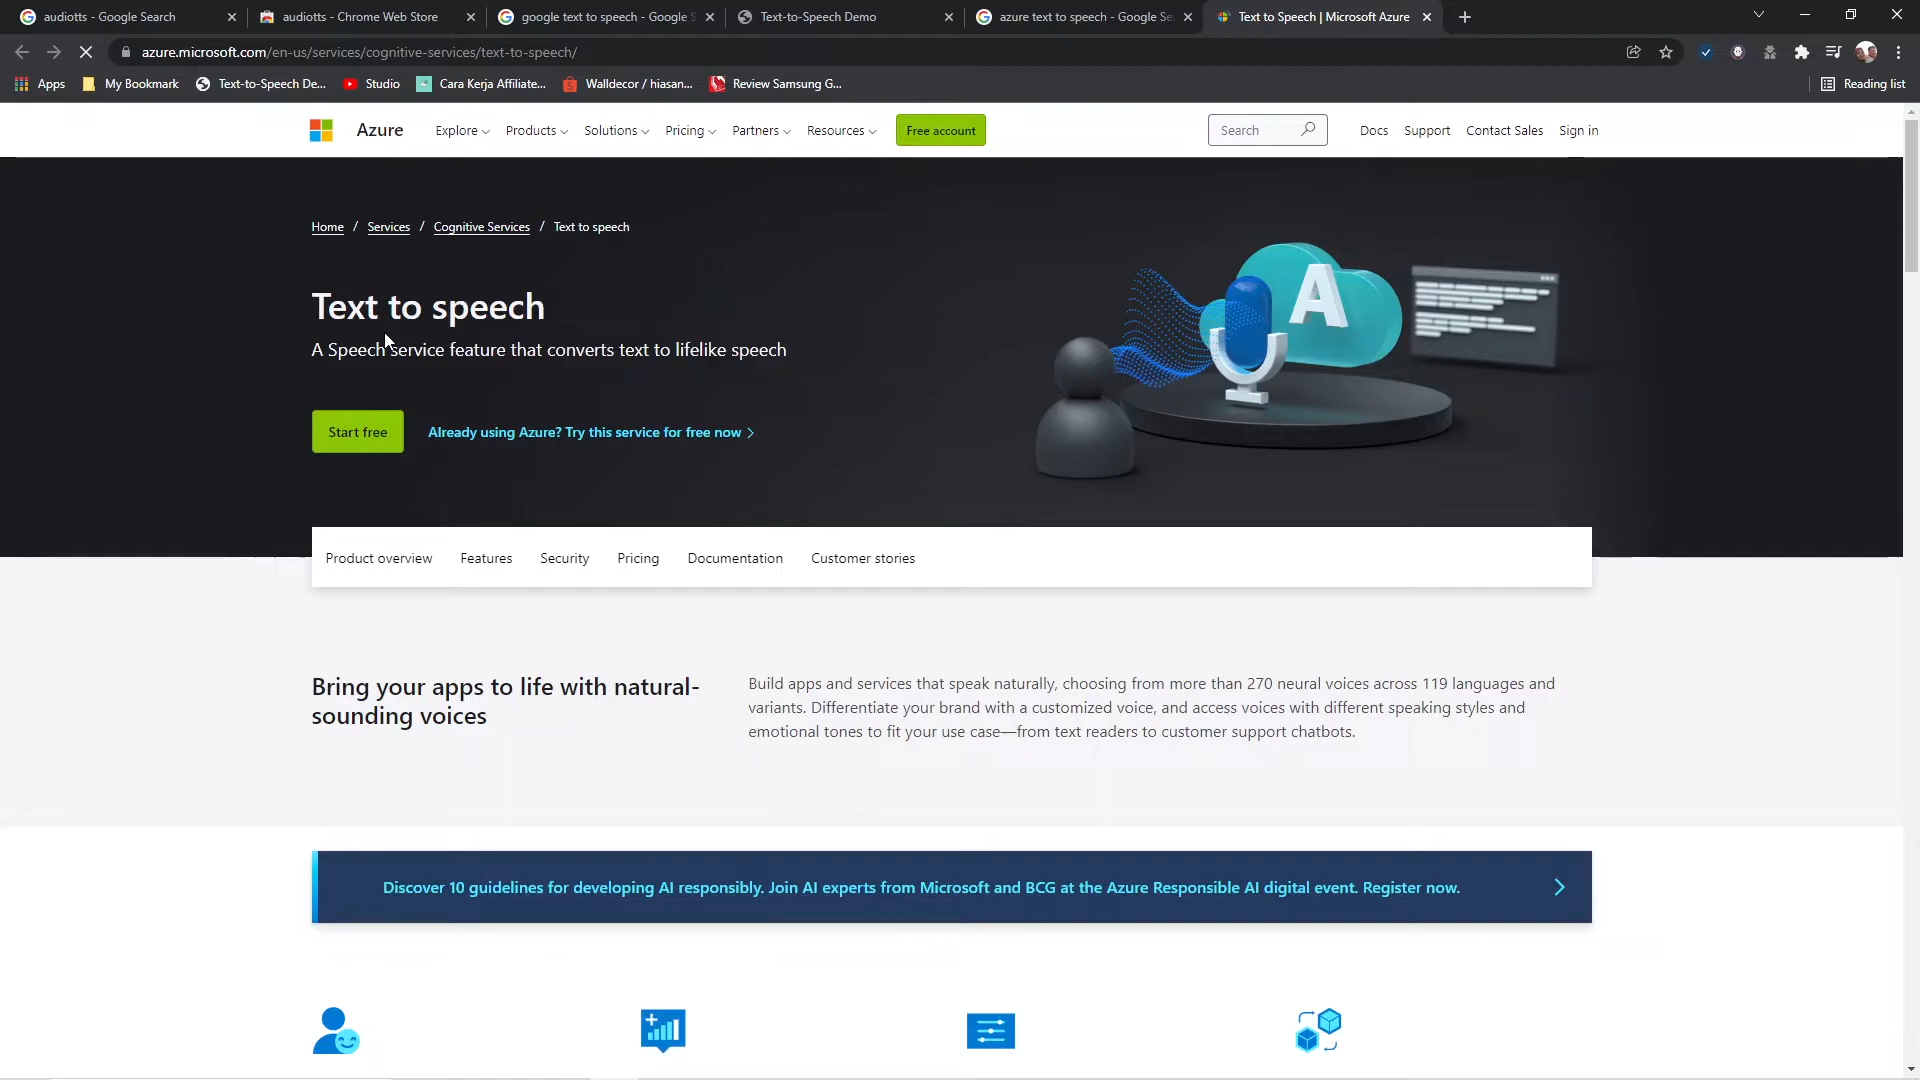 audiotts - Google Search
audiotts - Chrome Web Store
google text to speech - Google S
Text-to-Speech Demo
azure text to speech - Google Se
Text to Speech | Microsoft Azure
azure.microsoft.com/en-us/services/cognitive-services/text-to-speech/
Apps
My Bookmark
Text-to-Speech De...
Studio
Cara Kerja Affiliate...
Walldecor / hiasan...
Review Samsung G...
Reading list
Azure
Explore
Products
Solutions
Pricing
Partners
Resources
Free account
Search
Docs
Support
Contact Sales
Sign in
Home / Services / Cognitive Services / Text to speech
Text to speech
A Speech service feature that converts text to lifelike speech
A
Start free
Already using Azure? Try this service for free now >
Product overview
Features
Security
Pricing
Documentation
Customer stories
Bring your apps to life with natural-
sounding voices
Build apps and services that speak naturally, choosing from more than 270 neural voices across 119 languages and
variants. Differentiate your brand with a customized voice, and access voices with different speaking styles and
emotional tones to fit your use case—from text readers to customer support chatbots.
Discover 10 guidelines for developing AI responsibly. Join AI experts from Microsoft and BCG at the Azure Responsible AI digital event. Register now.